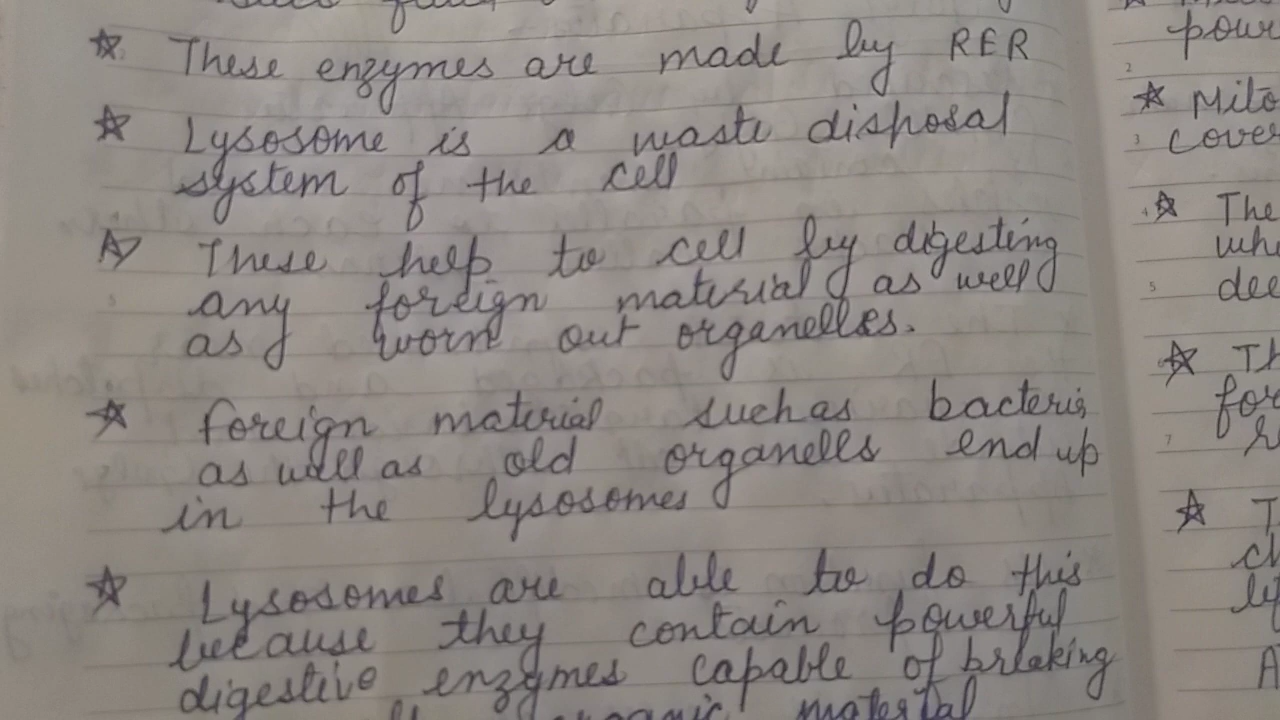 ☆ These enzymes are made by RER
☆ Lysosome is a waste disposal
system of the cell
☆ These help to cell by digesting
any foreign material as well
as worn out organelles.
☆ foreign material such as bacteria
as well as old organells end up
in the lysosomes
☆ Lysosomes are able to do this
because they contain powerful
digestive enzymes capable of breaking
material
☆ Mito
cover
☆ The
whe
dee
☆ Th
for
☆ T